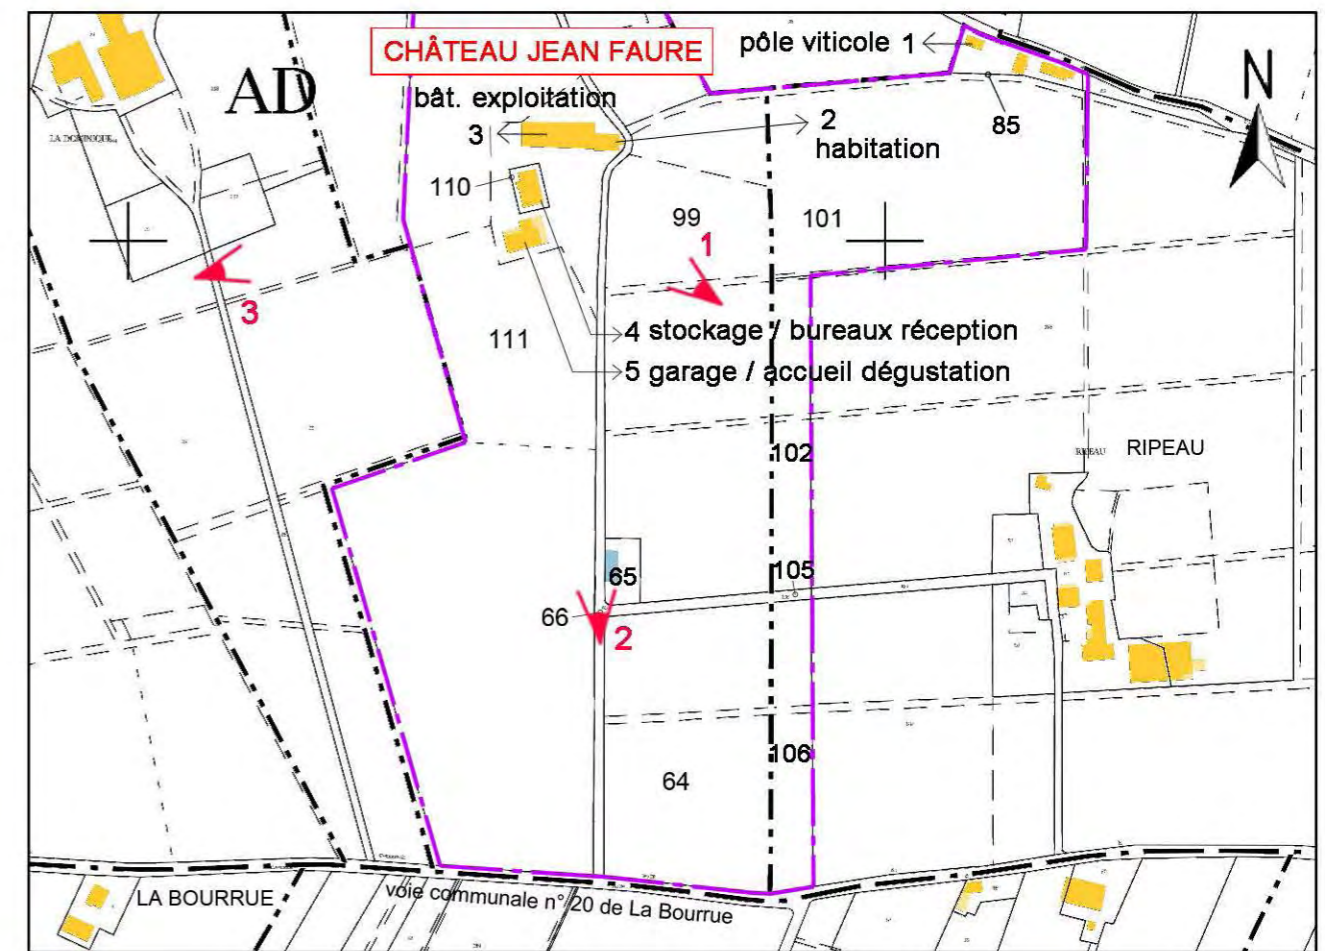 CHÂTEAU JEAN FAURE
pôle viticole 1
N
AD
bât. exploitation
3
2
habitation
85
110
99
101
1
3
111
4 stockage / bureaux réception
5 garage / accueil dégustation
102
RIPEAU
RIPEAU
65
105
66
2
106
64
LA BOURRUE
voie communale n° 20 de La Bourrue